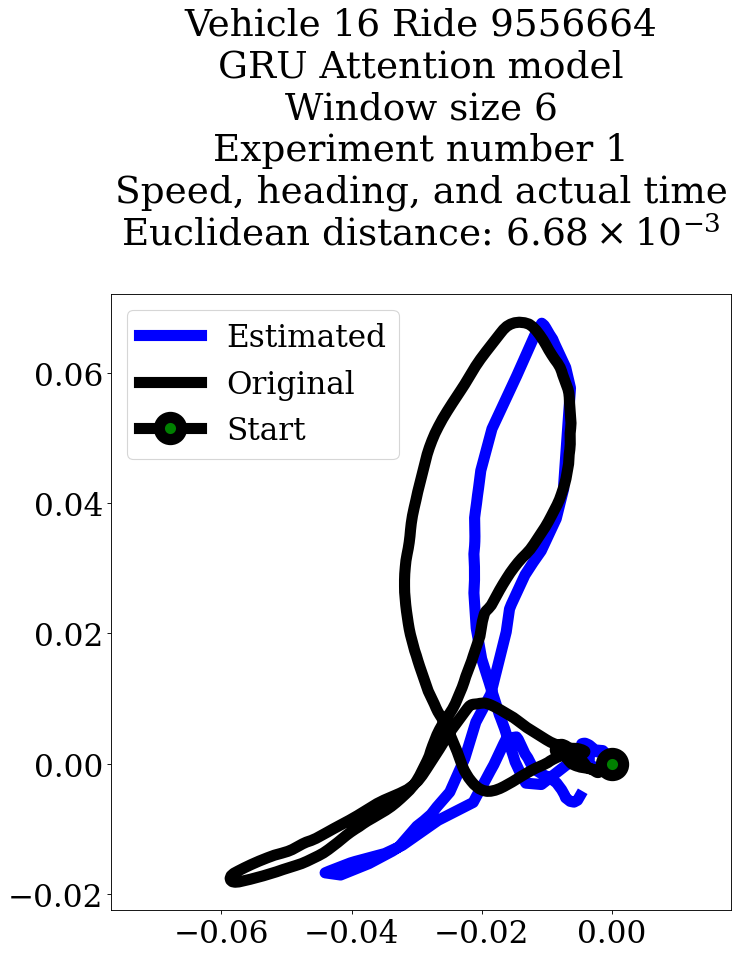 Vehicle 16 Ride 9556664
GRU Attention model
Window size 6
Experiment number 1
Speed, heading, and actual time
Euclidean distance: 6.68 × 10⁻³
Estimated
Original
Start
0.06
0.04
0.02
0.00
−0.02
−0.06 −0.04 −0.02 0.00